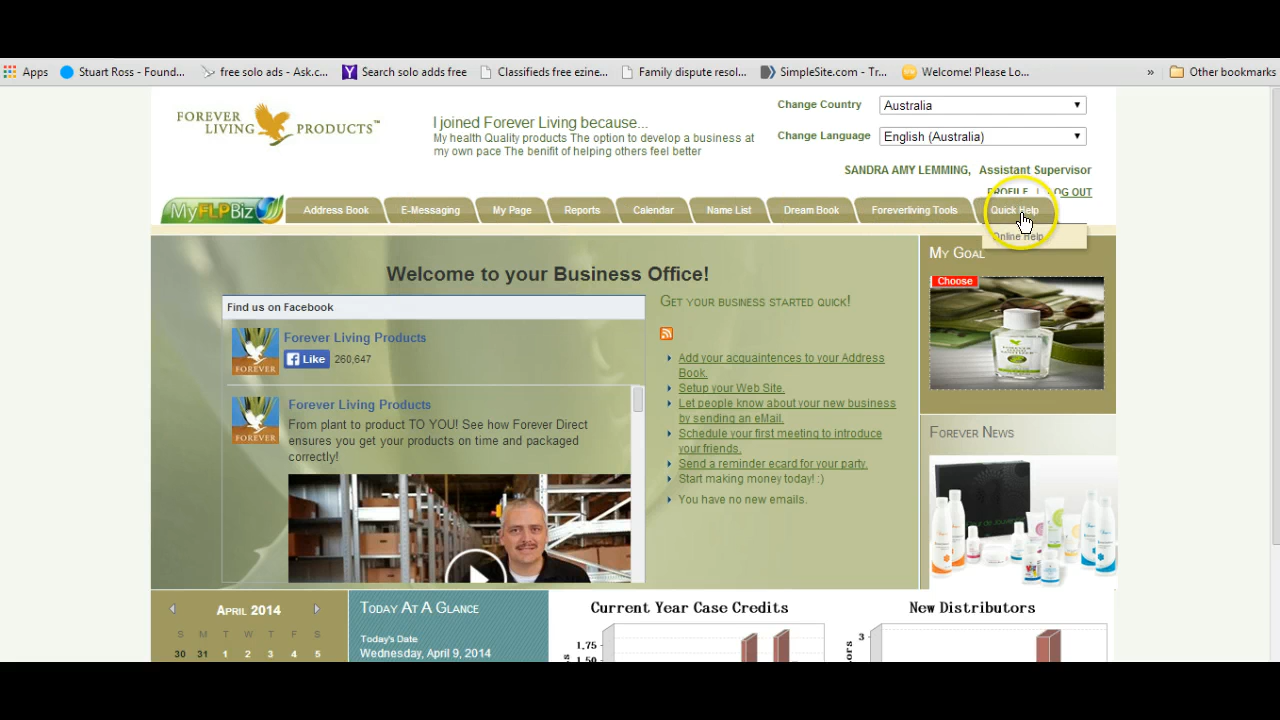 Apps
Stuart Ross - Found...
free solo ads - Ask.c...
Search solo adds free
Classifieds free ezine...
Family dispute resol...
SimpleSite.com - Tr...
Welcome! Please Lo...
»
Other bookmarks
FOREVER
LIVING PRODUCTS™
I joined Forever Living because...
My health Quality products The option to develop a business at
my own pace The benifit of helping others feel better
Change Country
Australia
Change Language
English (Australia)
SANDRA AMY LEMMING, Assistant Supervisor
PROFILE | LOG OUT
MyFLPBiz
Address Book
E-Messaging
My Page
Reports
Calendar
Name List
Dream Book
Foreverliving Tools
Quick Help
Online Help
Welcome to your Business Office!
Find us on Facebook
Forever Living Products
Like 260,647
FOREVER
Forever Living Products
From plant to product TO YOU! See how Forever Direct
ensures you get your products on time and packaged
correctly!
FOREVER
Get your business started quick!
Add your acquaintences to your Address
Book.
Setup your Web Site.
Let people know about your new business
by sending an eMail.
Schedule your first meeting to introduce
your friends.
Send a reminder ecard for your party.
Start making money today! :)
You have no new emails.
My Goal
Choose
Forever News
April 2014
S M T W T F S
30 31 1 2 3 4 5
Today At A Glance
Today's Date
Wednesday, April 9, 2014
Current Year Case Credits
1.75
1.50
New Distributors
3